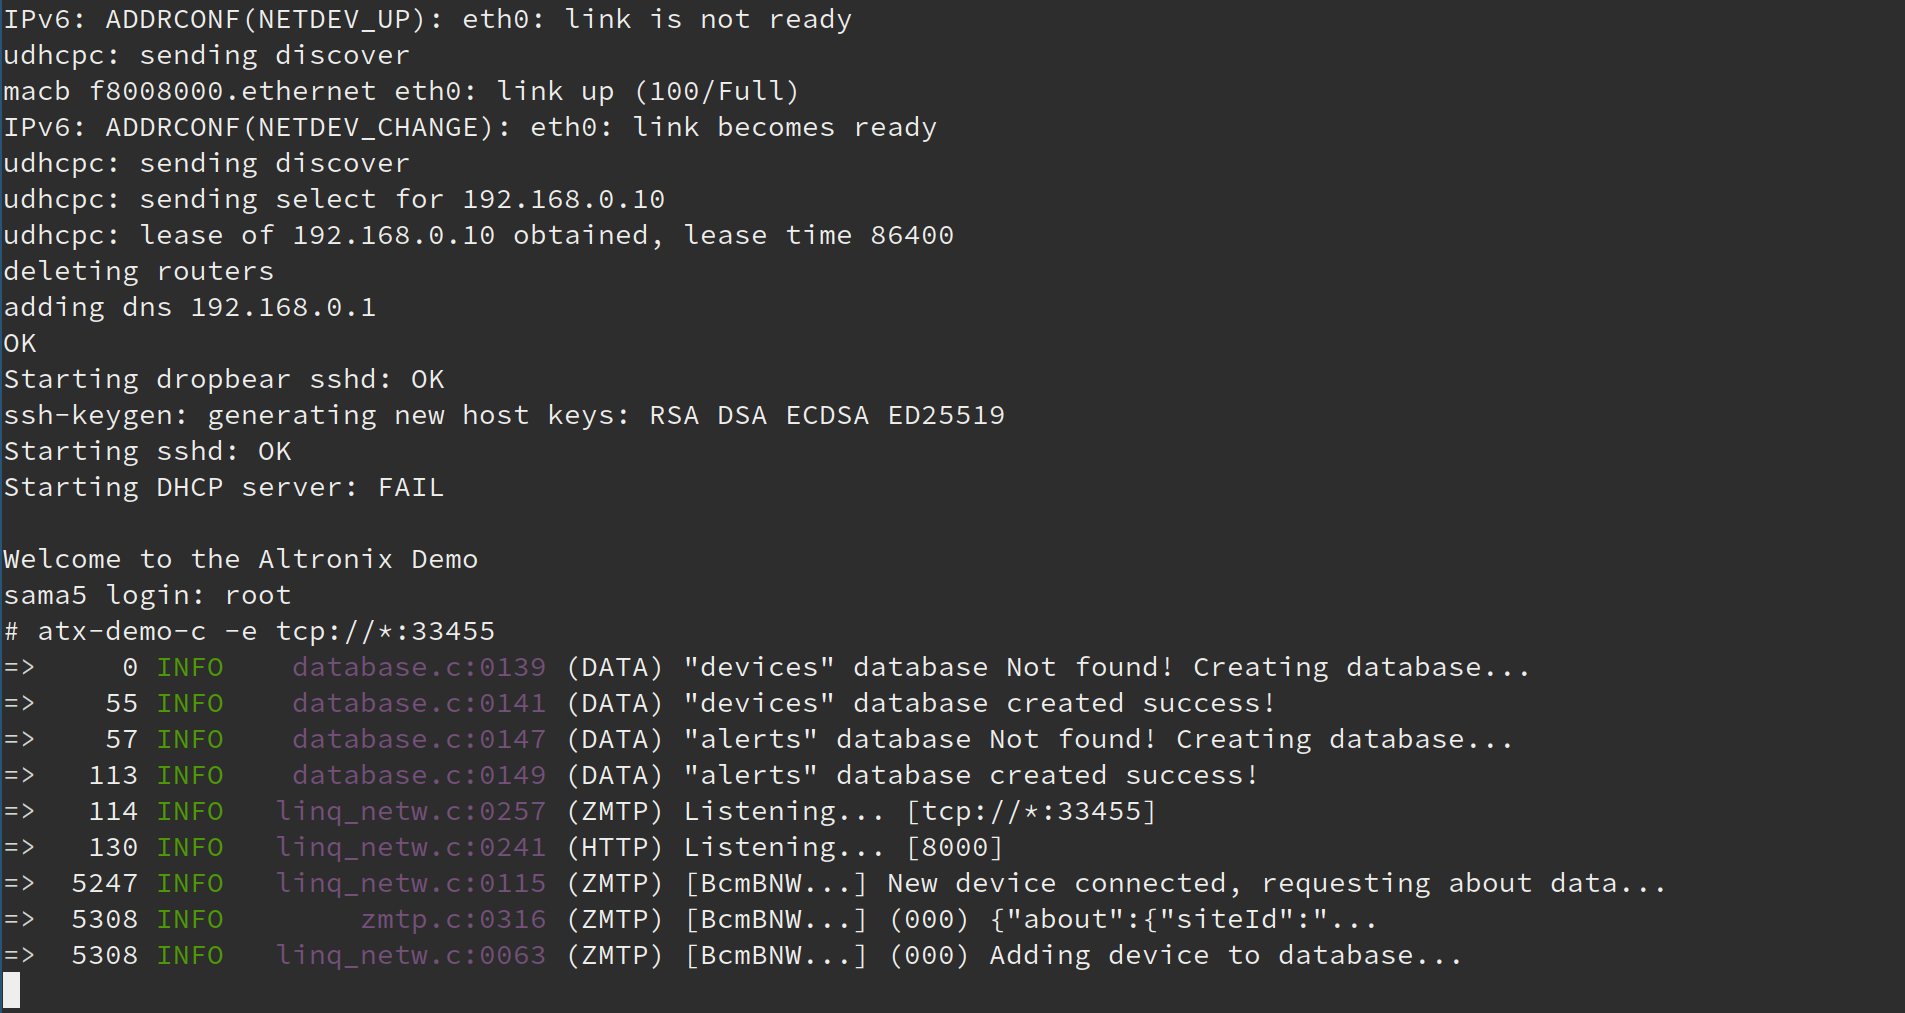 IPv6: ADDRCONF(NETDEV_UP): eth0: link is not ready
udhcpc: sending discover
macb f8008000.ethernet eth0: link up (100/Full)
IPv6: ADDRCONF(NETDEV_CHANGE): eth0: link becomes ready
udhcpc: sending discover
udhcpc: sending select for 192.168.0.10
udhcpc: lease of 192.168.0.10 obtained, lease time 86400
deleting routers
adding dns 192.168.0.1
OK
Starting dropbear sshd: OK
ssh-keygen: generating new host keys: RSA DSA ECDSA ED25519
Starting sshd: OK
Starting DHCP server: FAIL

Welcome to the Altronix Demo
sama5 login: root
# atx-demo-c -e tcp://*:33455
=>     0 INFO    database.c:0139 (DATA) "devices" database Not found! Creating database...
=>    55 INFO    database.c:0141 (DATA) "devices" database created success!
=>    57 INFO    database.c:0147 (DATA) "alerts" database Not found! Creating database...
=>   113 INFO    database.c:0149 (DATA) "alerts" database created success!
=>   114 INFO   linq_netw.c:0257 (ZMTP) Listening... [tcp://*:33455]
=>   130 INFO   linq_netw.c:0241 (HTTP) Listening... [8000]
=>  5247 INFO   linq_netw.c:0115 (ZMTP) [BcmBNW...] New device connected, requesting about data...
=>  5308 INFO        zmtp.c:0316 (ZMTP) [BcmBNW...] (000) {"about":{"siteId":"...
=>  5308 INFO   linq_netw.c:0063 (ZMTP) [BcmBNW...] (000) Adding device to database...